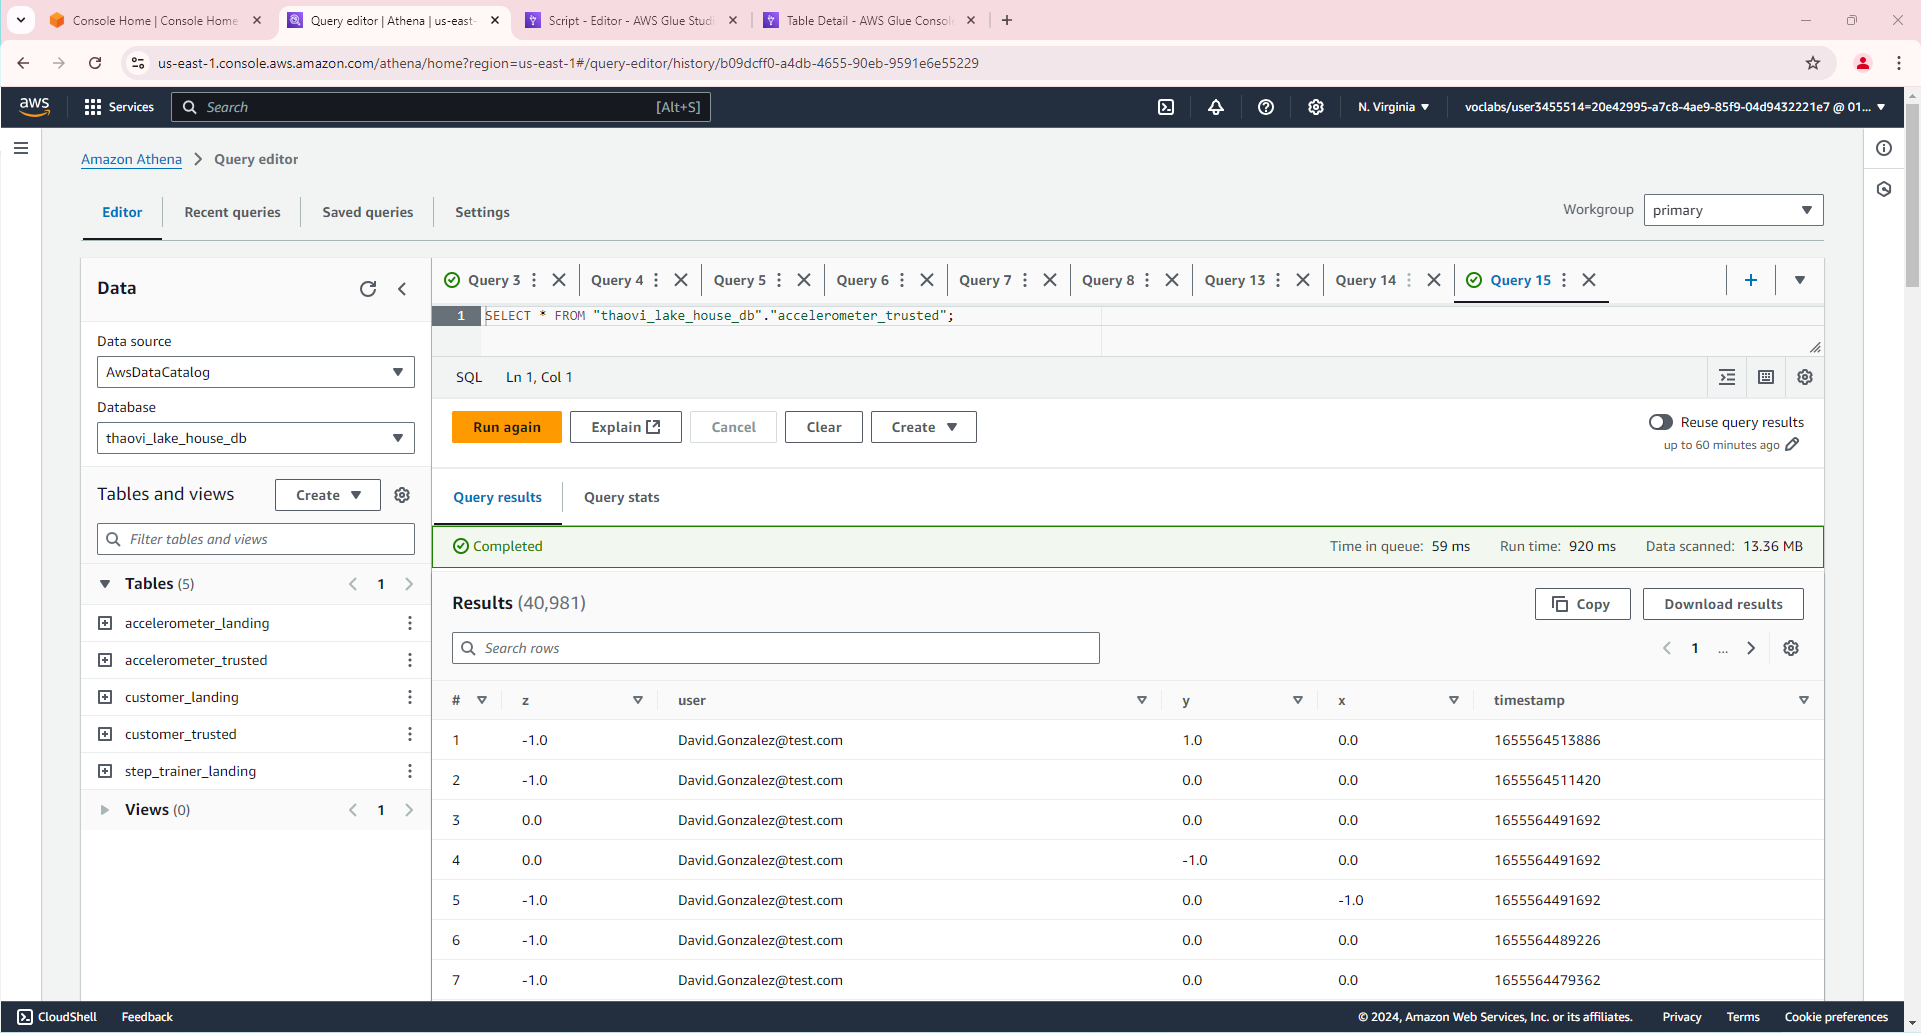 Console Home | Console Home
Query editor | Athena | us-east-
Script - Editor - AWS Glue Studi
Table Detail - AWS Glue Console
us-east-1.console.aws.amazon.com/athena/home?region=us-east-1#/query-editor/history/b09dcff0-a4db-4655-90eb-9591e6e55229
aws Services Search [Alt+S] N. Virginia voclabs/user3455514=20e42995-a7c8-4ae9-85f9-04d9432221e7 @ 01...
Amazon Athena > Query editor
Editor Recent queries Saved queries Settings
Workgroup primary
Data
Data source
AwsDataCatalog
Database
thaovi_lake_house_db
Tables and views Create
Filter tables and views
Tables (5) 1
accelerometer_landing
accelerometer_trusted
customer_landing
customer_trusted
step_trainer_landing
Views (0) 1
Query 3 Query 4 Query 5 Query 6 Query 7 Query 8 Query 13 Query 14 Query 15
1 SELECT * FROM "thaovi_lake_house_db"."accelerometer_trusted";
SQL Ln 1, Col 1
Run again Explain Cancel Clear Create
Reuse query results
up to 60 minutes ago
Query results Query stats
Completed Time in queue: 59 ms Run time: 920 ms Data scanned: 13.36 MB
Results (40,981) Copy Download results
Search rows 1 ...
# z user y x timestamp
1 -1.0 David.Gonzalez@test.com 1.0 0.0 1655564513886
2 -1.0 David.Gonzalez@test.com 0.0 0.0 1655564511420
3 0.0 David.Gonzalez@test.com 0.0 0.0 1655564491692
4 0.0 David.Gonzalez@test.com -1.0 0.0 1655564491692
5 -1.0 David.Gonzalez@test.com 0.0 -1.0 1655564491692
6 -1.0 David.Gonzalez@test.com 0.0 0.0 1655564489226
7 -1.0 David.Gonzalez@test.com 0.0 0.0 1655564479362
CloudShell Feedback © 2024, Amazon Web Services, Inc. or its affiliates. Privacy Terms Cookie preferences